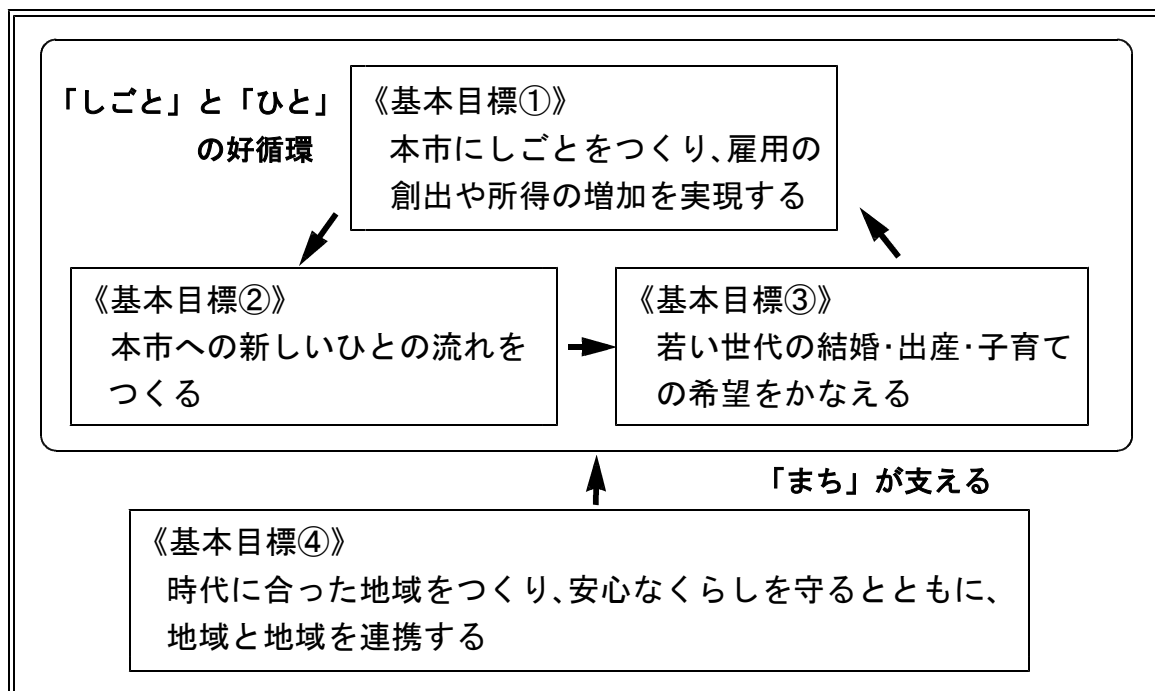 「しごと」と「ひと」
の好循環
《基本目標①》
本市にしごとをつくり、雇用の
創出や所得の増加を実現する
《基本目標②》
本市への新しいひとの流れを
つくる
《基本目標③》
若い世代の結婚・出産・子育て
の希望をかなえる
「まち」が支える
《基本目標④》
時代に合った地域をつくり、安心なくらしを守るとともに、
地域と地域を連携する